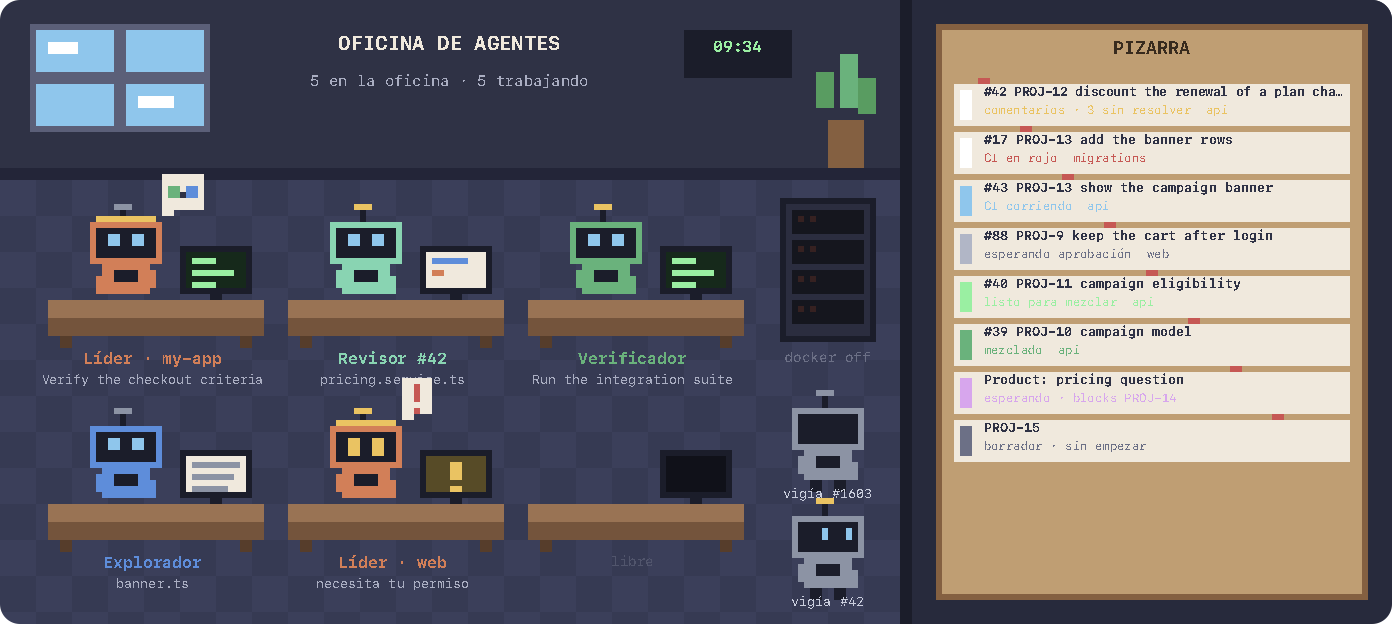 OFICINA DE AGENTES
5 en la oficina · 5 trabajando
09:34
Líder · my-app
Verify the checkout criteria
Revisor #42
pricing.service.ts
Verificador
Run the integration suite
docker off
Explorador
banner.ts
Líder · web
necesita tu permiso
libre
vigía #1603
vigía #42
PIZARRA
#42 PROJ-12 discount the renewal of a plan cha…
comentarios · 3 sin resolver api
#17 PROJ-13 add the banner rows
CI en rojo migrations
#43 PROJ-13 show the campaign banner
CI corriendo api
#88 PROJ-9 keep the cart after login
esperando aprobación web
#40 PROJ-11 campaign eligibility
listo para mezclar api
#39 PROJ-10 campaign model
mezclado api
Product: pricing question
esperando · blocks PROJ-14
PROJ-15
borrador · sin empezar